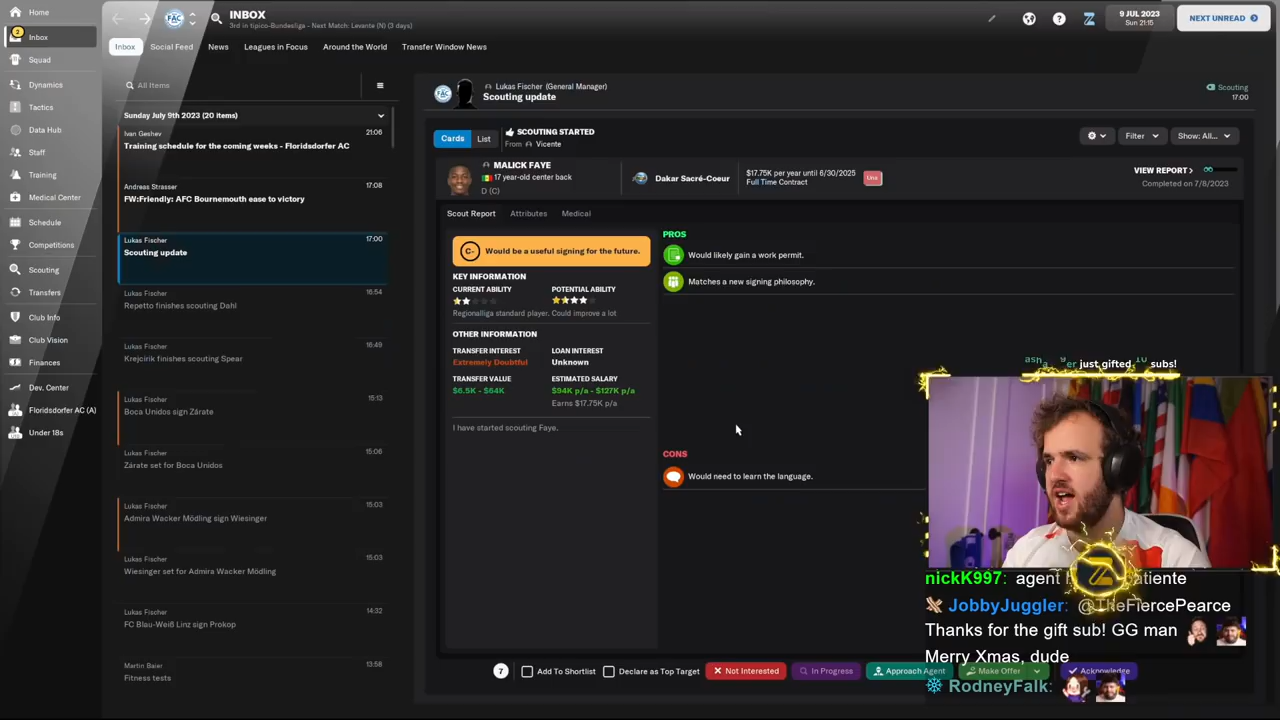 Home
2
Inbox
Squad
Dynamics
Tactics
Data Hub
Staff
Training
Medical Center
Schedule
Competitions
Scouting
Transfers
Club Info
Club Vision
Finances
Dev. Center
Floridsdorfer AC (A)
Under 18s
FAC
INBOX
3rd in tipico-Bundesliga - Next Match: Levante (N) (3 days)
9 JUL 2023
Sun 21:15
NEXT UNREAD
Inbox
Social Feed
News
Leagues in Focus
Around the World
Transfer Window News
All Items
Sunday July 9th 2023 (20 items)
Ivan Geshev 21:06
Training schedule for the coming weeks - Floridsdorfer AC
Andreas Strasser 17:08
FW:Friendly: AFC Bournemouth ease to victory
Lukas Fischer 17:00
Scouting update
Lukas Fischer 16:54
Repetto finishes scouting Dahl
Lukas Fischer 16:49
Krejcirik finishes scouting Spear
Lukas Fischer 15:13
Boca Unidos sign Zárate
Lukas Fischer 15:06
Zárate set for Boca Unidos
Lukas Fischer 15:03
Admira Wacker Mödling sign Wiesinger
Lukas Fischer 15:03
Wiesinger set for Admira Wacker Mödling
Lukas Fischer 14:32
FC Blau-Weiß Linz sign Prokop
Martin Baier 13:58
Fitness tests
FAC
Lukas Fischer (General Manager)
Scouting update
Scouting
17:00
Cards
List
SCOUTING STARTED
From Vicente
Filter
Show: All...
MALICK FAYE
17 year-old center back
D (C)
Dakar Sacré-Coeur
$17.75K per year until 6/30/2025
Full Time Contract
Una
VIEW REPORT >
Completed on 7/8/2023
Scout Report
Attributes
Medical
C-
Would be a useful signing for the future.
KEY INFORMATION
CURRENT ABILITY
POTENTIAL ABILITY
Regionalliga standard player.
Could improve a lot
OTHER INFORMATION
TRANSFER INTEREST
LOAN INTEREST
Extremely Doubtful
Unknown
TRANSFER VALUE
ESTIMATED SALARY
$6.5K - $64K
$94K p/a - $127K p/a
Earns $17.75K p/a
I have started scouting Faye.
PROS
Would likely gain a work permit.
Matches a new signing philosophy.
CONS
Would need to learn the language.
just gifted 10 subs!
nickK997: agent
JobbyJuggler: @TheFiercePearce
Thanks for the gift sub! GG man
Merry Xmas, dude
RodneyFalk:
7
Add To Shortlist
Declare as Top Target
Not Interested
In Progress
Approach Agent
Make Offer
Acknowledge